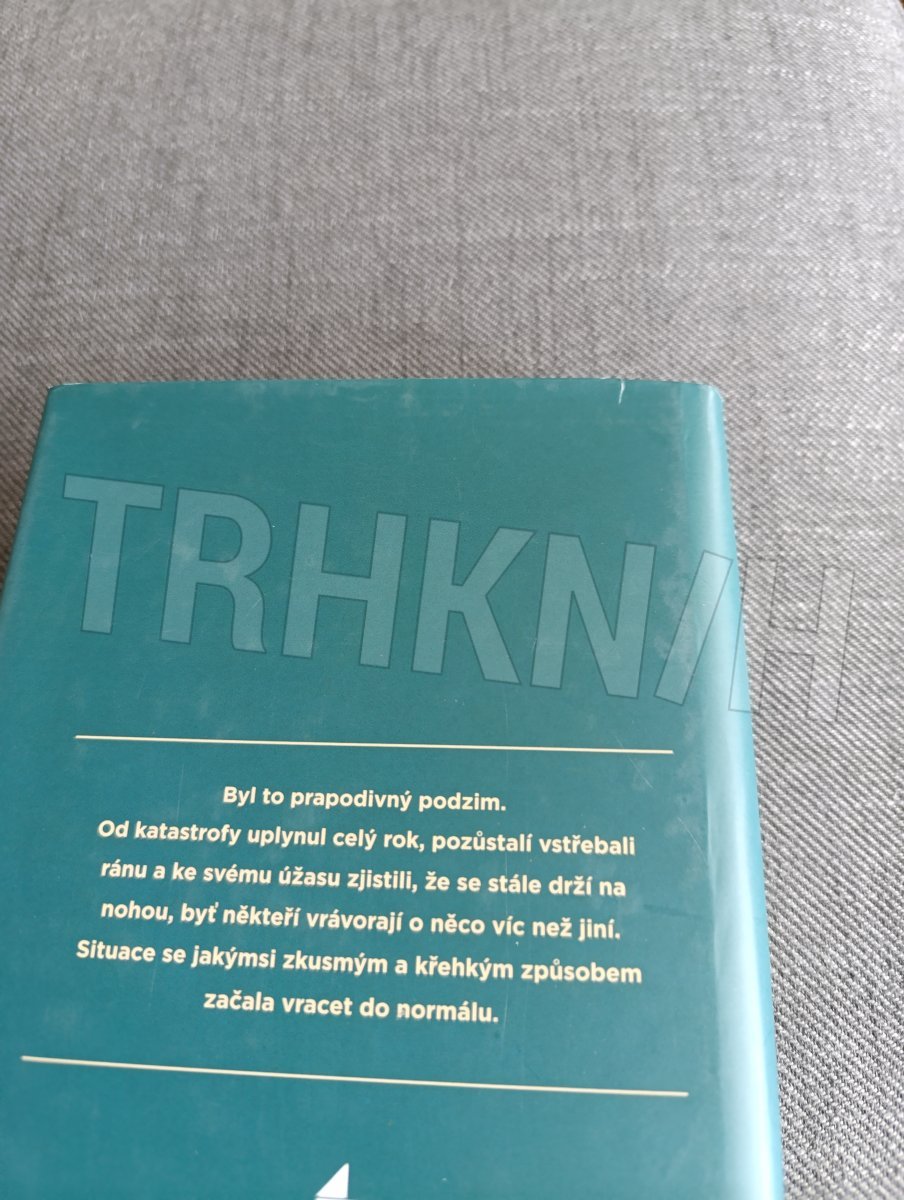 TRHKNIH
Byl to prapodivný podzim.
Od katastrofy uplynul celý rok, pozůstalí vstřebali
ránu a ke svému úžasu zjistili, že se stále drží na
nohou, byť někteří vrávorají o něco víc než jiní.
Situace se jakýmsi zkusmým a křehkým způsobem
začala vracet do normálu.